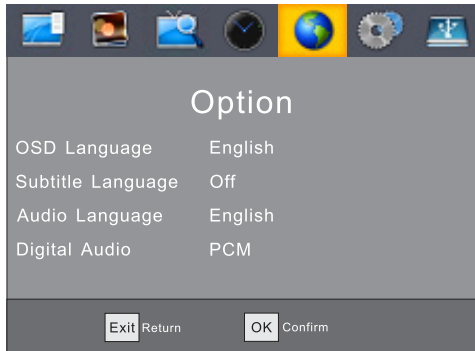 Option
OSD Language English
Subtitle Language Off
Audio Language English
Digital Audio PCM
Exit Return OK Confirm